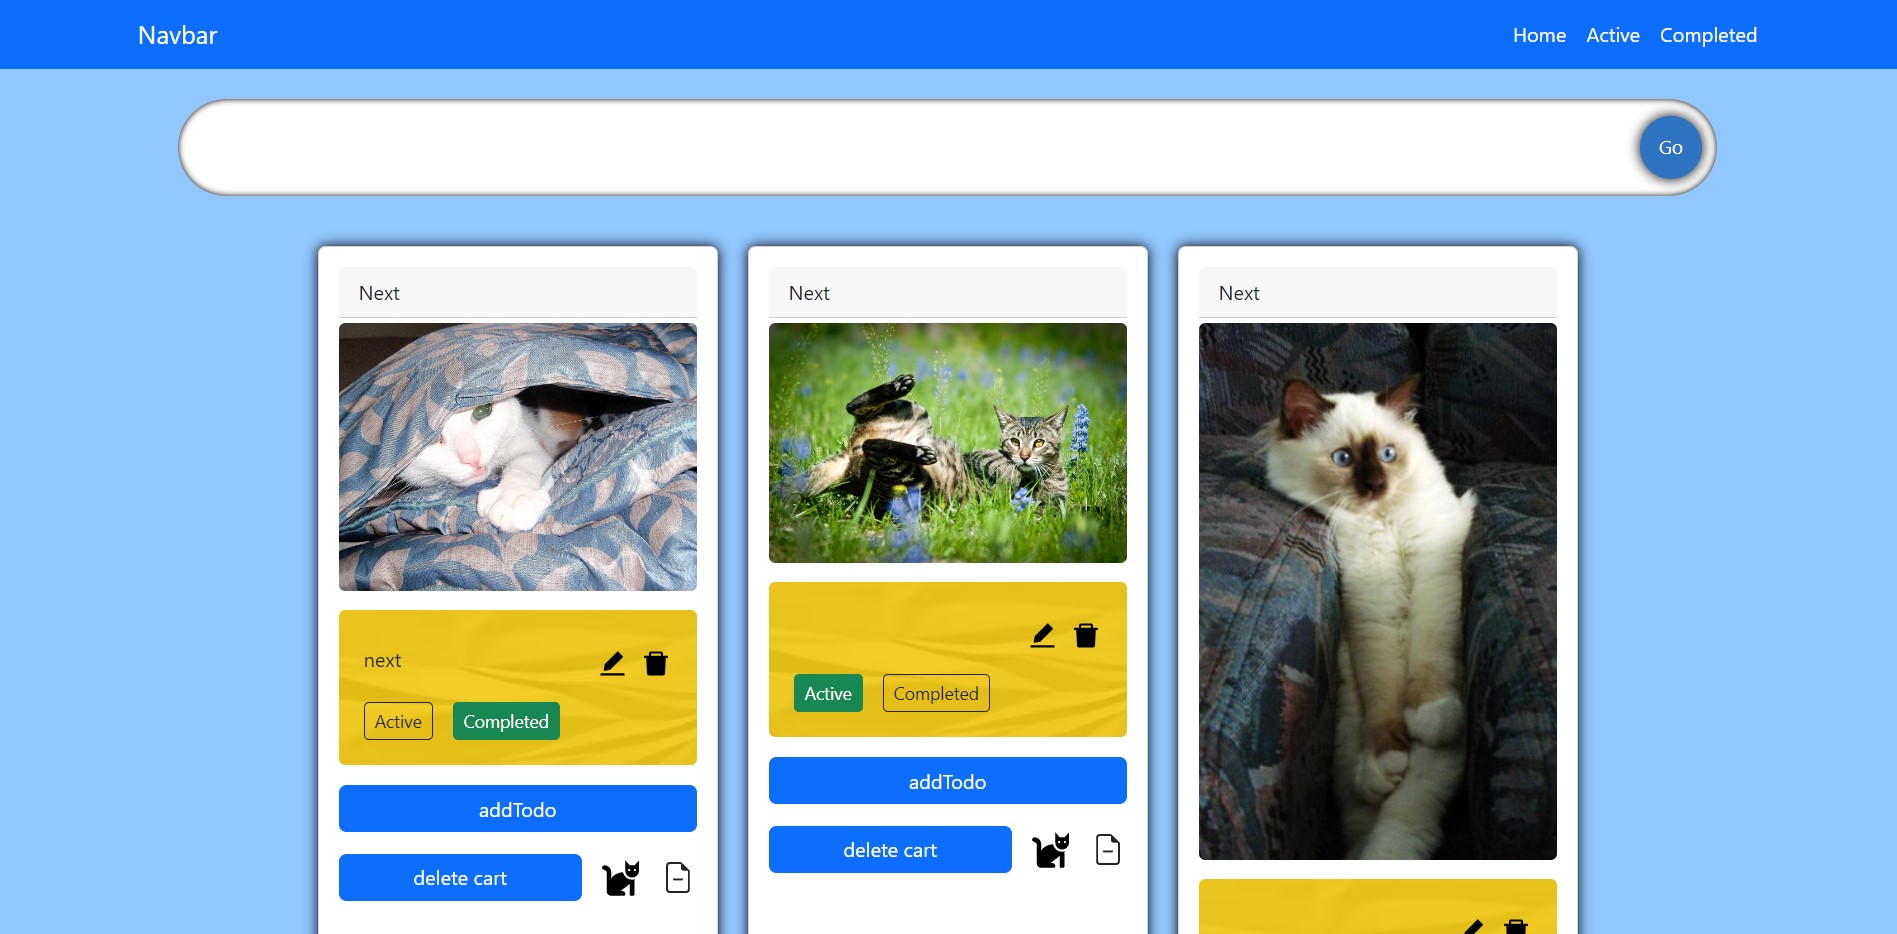 Navbar
Home Active Completed
Go
Next
next
Active Completed
addTodo
delete cart
Next
Active Completed
addTodo
delete cart
Next